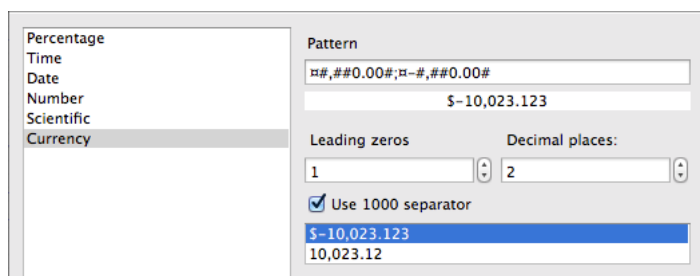 Percentage
Time
Date
Number
Scientific
Currency
Pattern
¤#,##0.00#;¤-#,##0.00#
$-10,023.123
Leading zeros
Decimal places:
1
2
Use 1000 separator
$-10,023.123
10,023.12